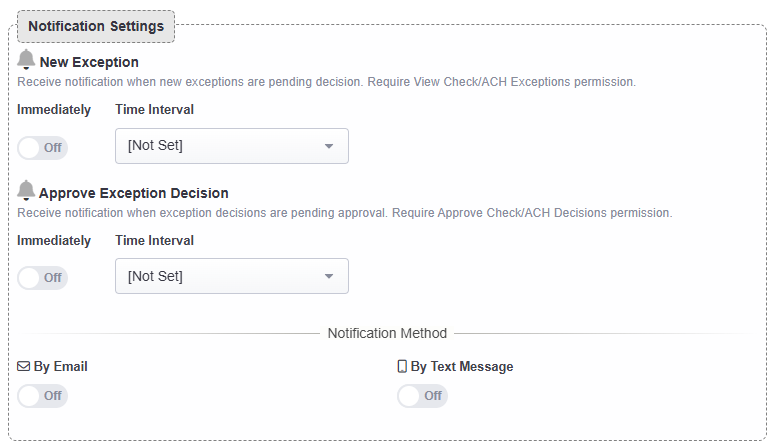 Notification Settings
New Exception
Receive notification when new exceptions are pending decision. Require View Check/ACH Exceptions permission.
Immediately Time Interval
Off [Not Set]
Approve Exception Decision
Receive notification when exception decisions are pending approval. Require Approve Check/ACH Decisions permission.
Immediately Time Interval
Off [Not Set]
Notification Method
By Email By Text Message
Off Off